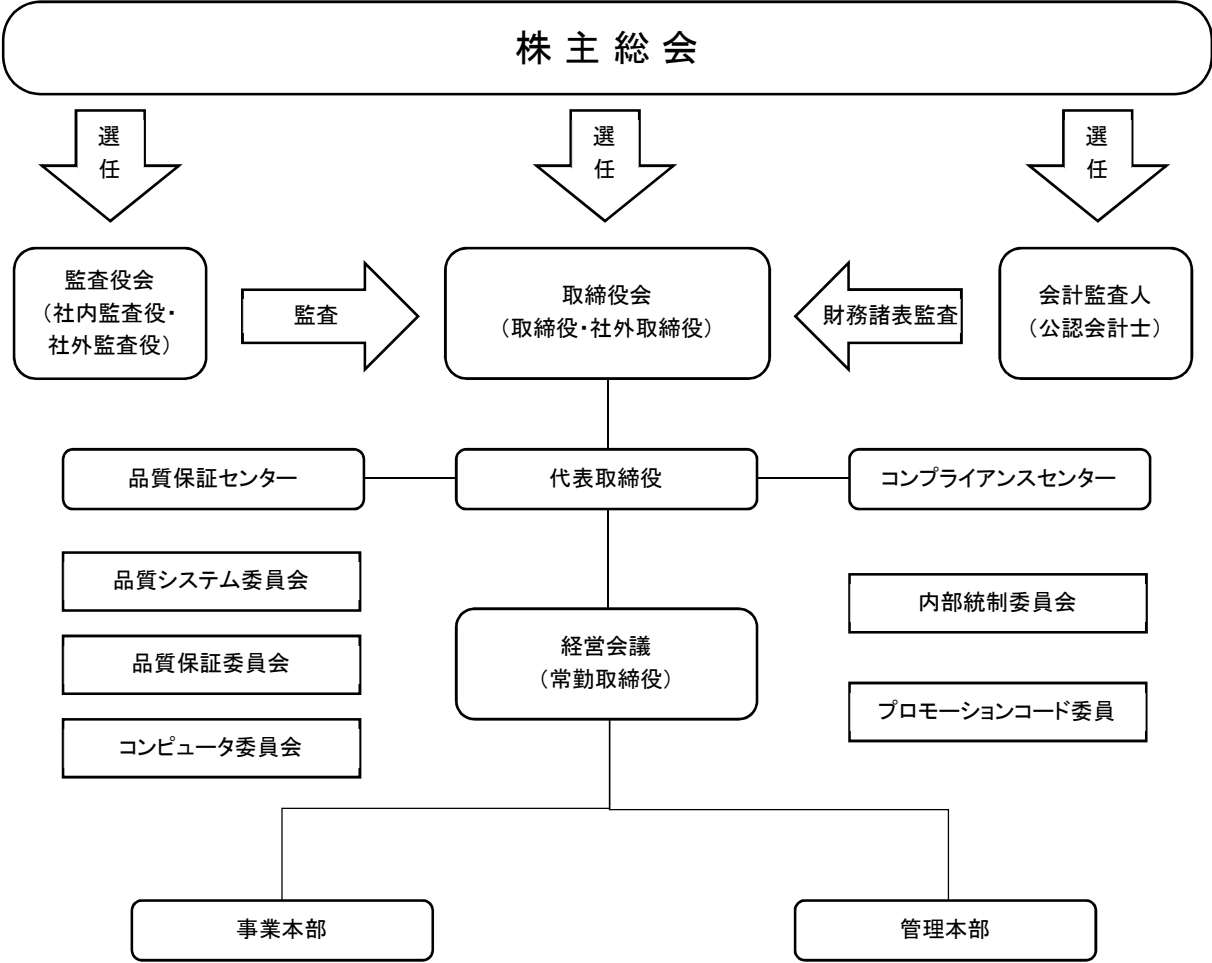 株主総会
選
任
選
任
選
任
監査役会
（社内監査役・
社外監査役）
監査
取締役会
（取締役・社外取締役）
財務諸表監査
会計監査人
（公認会計士）
品質保証センター
代表取締役
コンプライアンスセンター
品質システム委員会
品質保証委員会
コンピュータ委員会
経営会議
（常勤取締役）
内部統制委員会
プロモーションコード委員
事業本部
管理本部